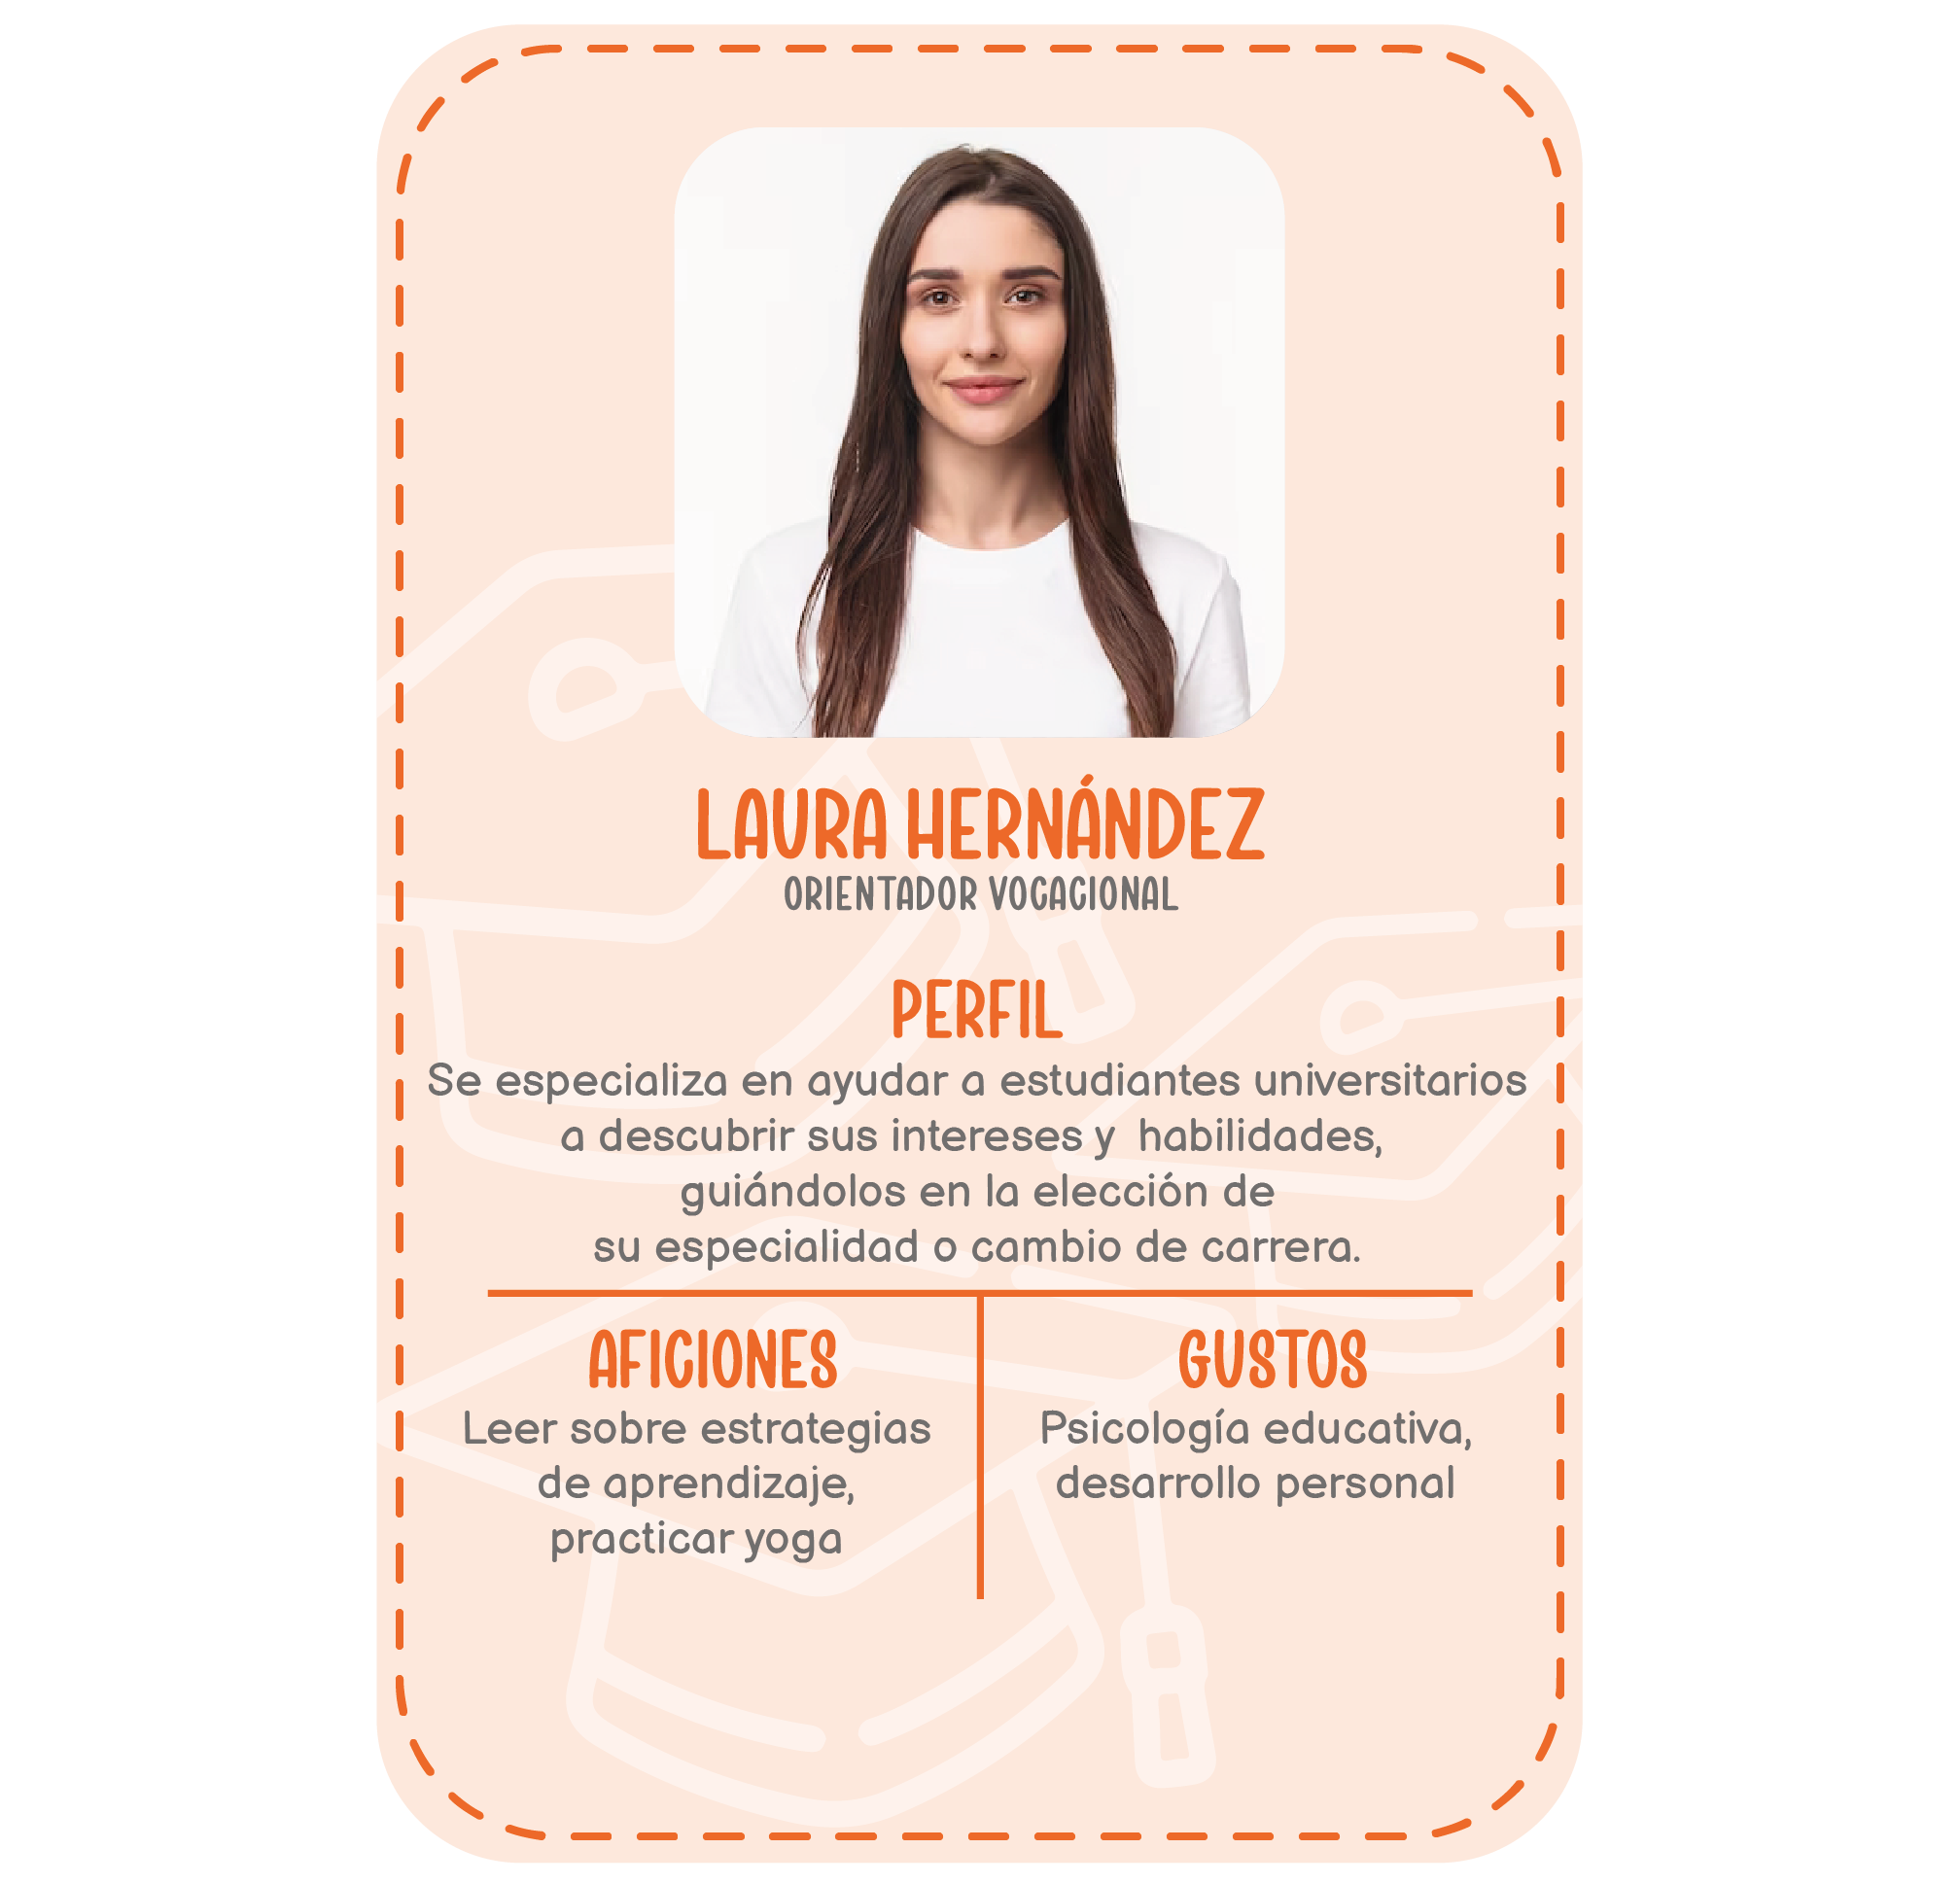 LAURA HERNÁNDEZ
ORIENTADOR VOCACIONAL
PERFIL
Se especializa en ayudar a estudiantes universitarios
a descubrir sus intereses y habilidades,
guiándolos en la elección de
su especialidad o cambio de carrera.
AFICIONES
Leer sobre estrategias
de aprendizaje,
practicar yoga
GUSTOS
Psicología educativa,
desarrollo personal